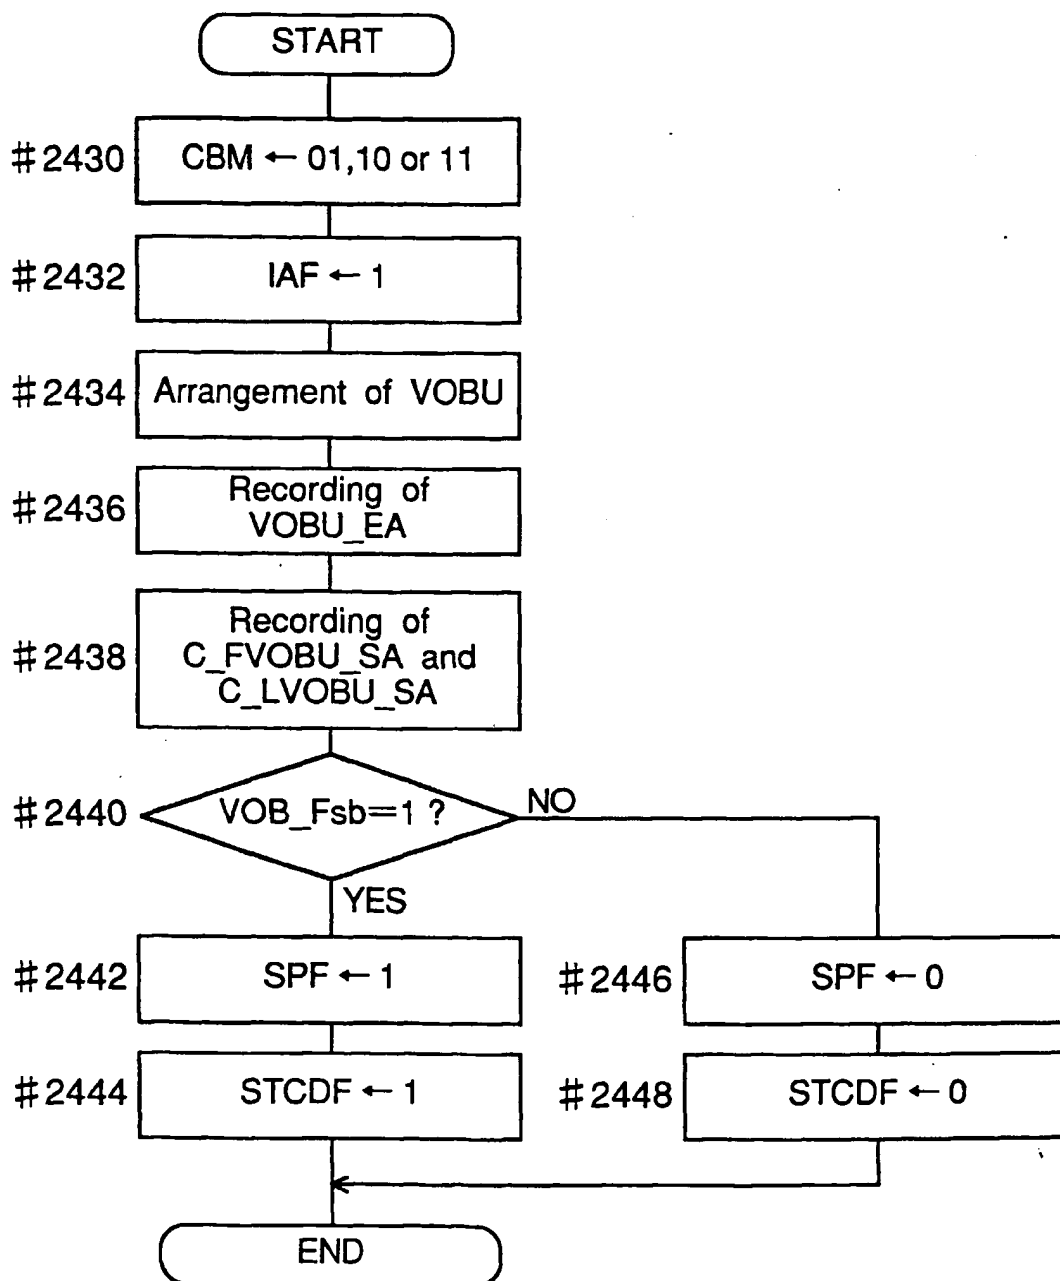 START
#2430
CBM ← 01,10 or 11
#2432
IAF ← 1
#2434
Arrangement of VOBU
#2436
Recording of
VOBU_EA
#2438
Recording of
C_FVOBU_SA and
C_LVOBU_SA
#2440
VOB_Fsb=1 ?
NO
YES
#2442
SPF ← 1
#2446
SPF ← 0
#2444
STCDF ← 1
#2448
STCDF ← 0
END